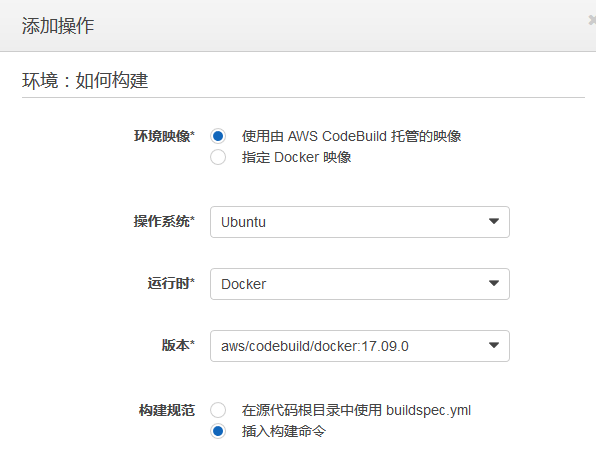 添加操作
环境：如何构建
环境映像* 使用由 AWS CodeBuild 托管的映像
指定 Docker 映像
操作系统* Ubuntu
运行时* Docker
版本* aws/codebuild/docker:17.09.0
构建规范 在源代码根目录中使用 buildspec.yml
插入构建命令